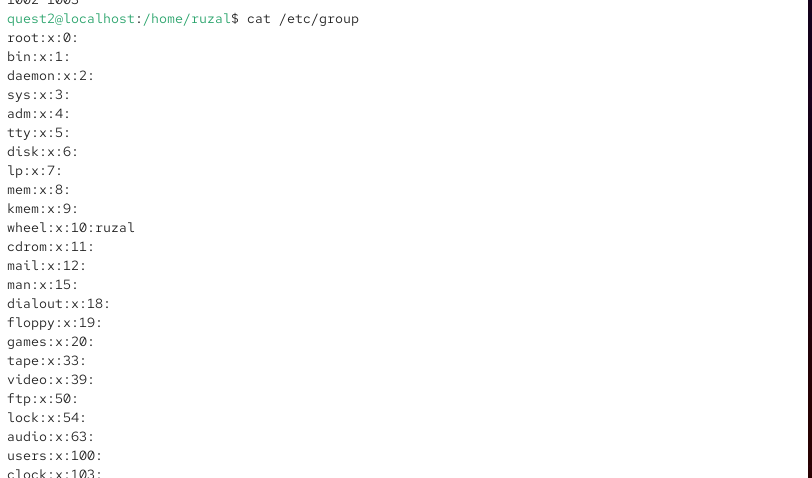 1002 1003
quest2@localhost:/home/ruzal$ cat /etc/group
root:x:0:
bin:x:1:
daemon:x:2:
sys:x:3:
adm:x:4:
tty:x:5:
disk:x:6:
lp:x:7:
mem:x:8:
kmem:x:9:
wheel:x:10:ruzal
cdrom:x:11:
mail:x:12:
man:x:15:
dialout:x:18:
floppy:x:19:
games:x:20:
tape:x:33:
video:x:39:
ftp:x:50:
lock:x:54:
audio:x:63:
users:x:100:
clock:x:103: